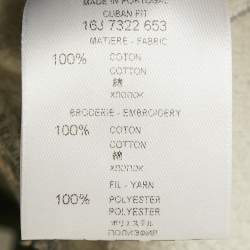 MADE IN PORTUGAL
CUBAN FIT
16J 7322 653
MATIERE - FABRIC
100% COTON
COTTON
綿
ХЛОПОК
BRODERIE - EMBROIDERY
100% COTON
COTTON
綿
ХЛОПОК
FIL - YARN
100% POLYESTER
POLYESTER
ポリエステル
ПОЛИЭФИР